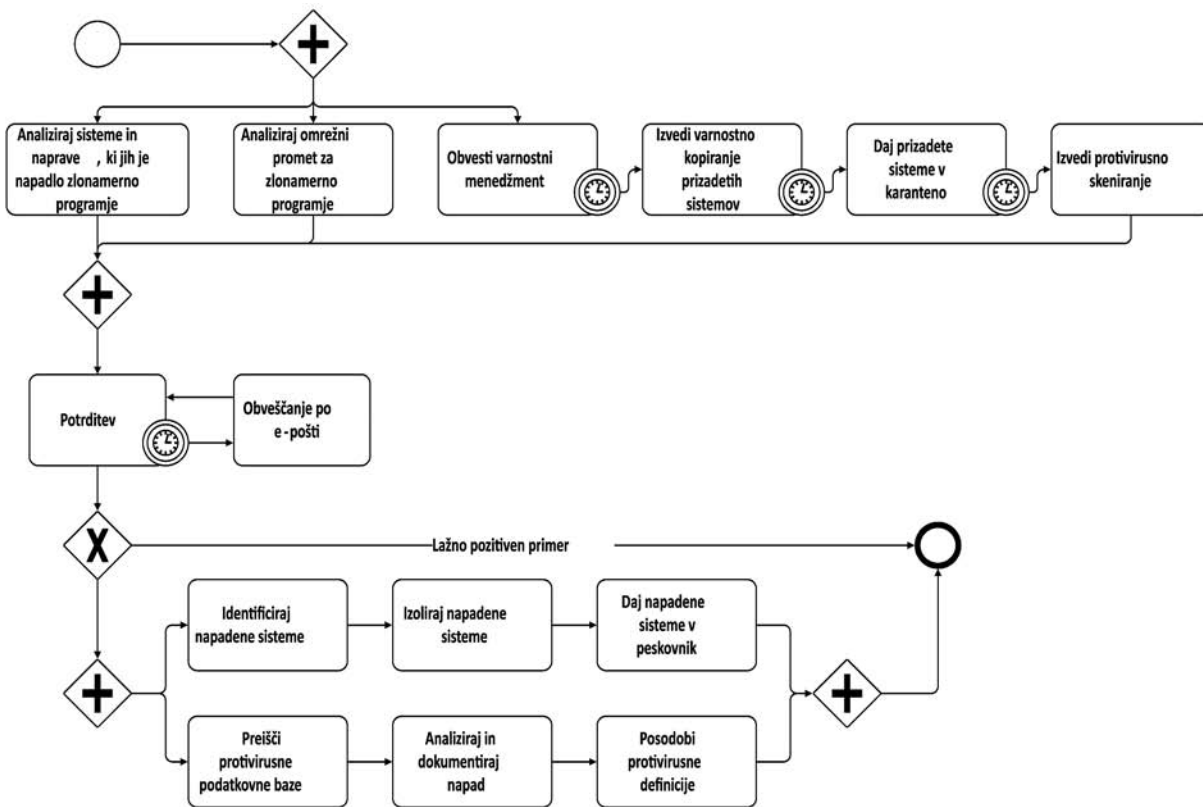 Analiziraj sisteme in
naprave , ki jih je
napadlo zlonamerno
programje
Analiziraj omrežni
promet za
zlonamerno
programje
Obvesti varnostni
menedžment
Izvedi varnostno
kopiranje
prizadetih
sistemov
Daj prizadete
sisteme v
karanteno
Izvedi protivirusno
skeniranje
Potrditev
Obveščanje po
e -pošti
Lažno pozitiven primer
Identificiraj
napadene sisteme
Izoliraj napadene
sisteme
Daj napadene
sisteme v
peskovnik
Preišči
protivirusne
podatkovne baze
Analiziraj in
dokumentiraj
napad
Posodobi
protivirusne
definicije